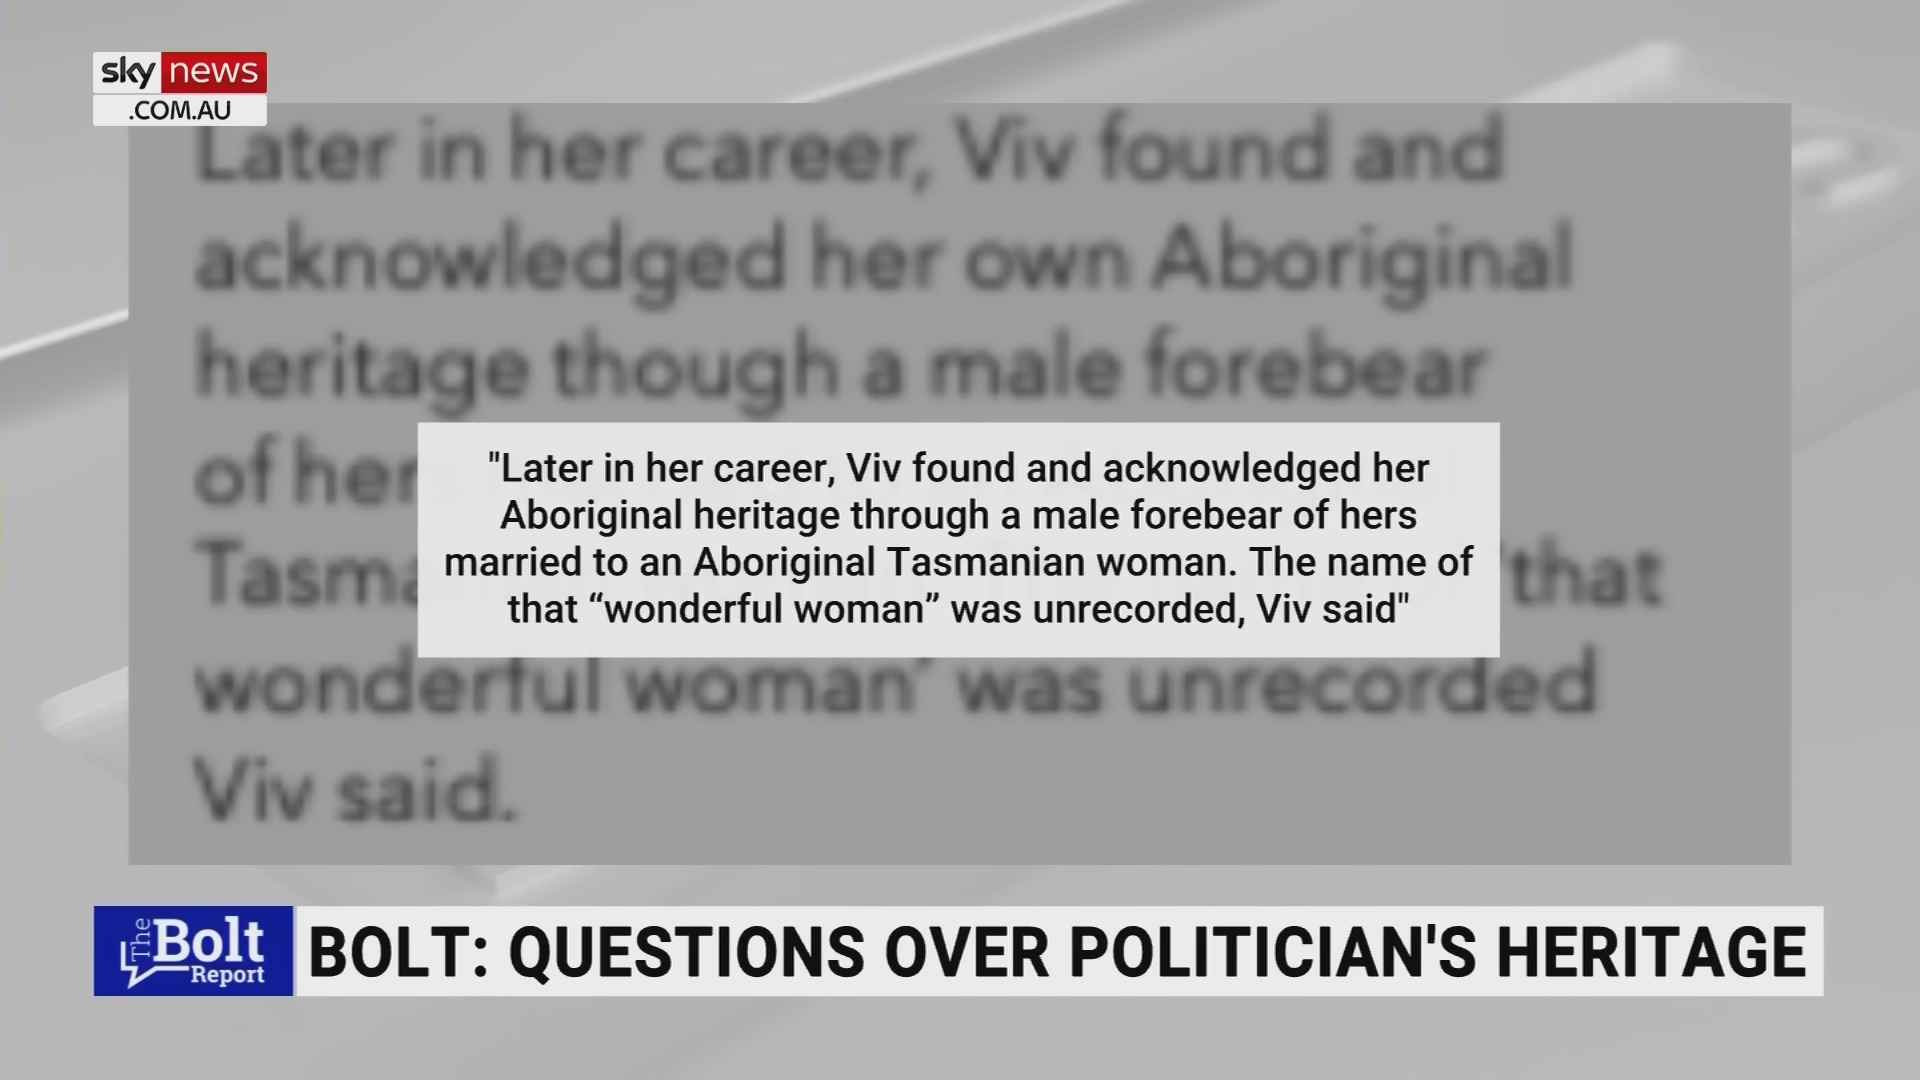 sky news
.COM.AU
Later in her career, Viv found and
acknowledged her own Aboriginal
heritage though a male forebear
of hers
"Later in her career, Viv found and acknowledged her
Aboriginal heritage through a male forebear of hers
married to an Aboriginal Tasmanian woman. The name of
that “wonderful woman” was unrecorded, Viv said"
'that
wonderful woman' was unrecorded
Viv said.
The Bolt Report
BOLT: QUESTIONS OVER POLITICIAN'S HERITAGE